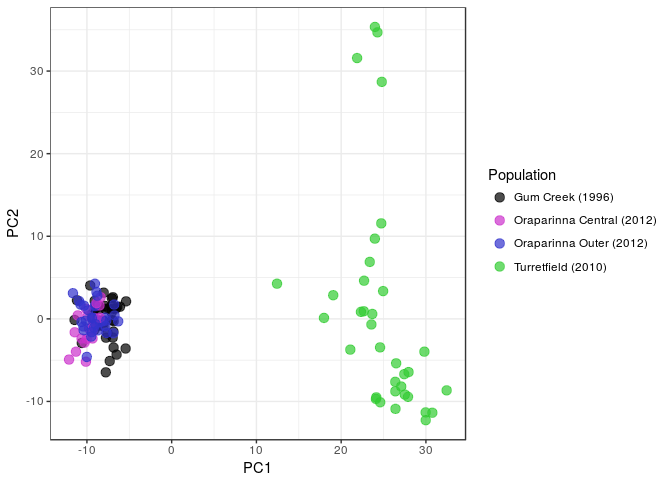 30
20
10
0
-10
-10
0
10
20
30
PC1
PC2
Population
Gum Creek (1996)
Oraparinna Central (2012)
Oraparinna Outer (2012)
Turretfield (2010)